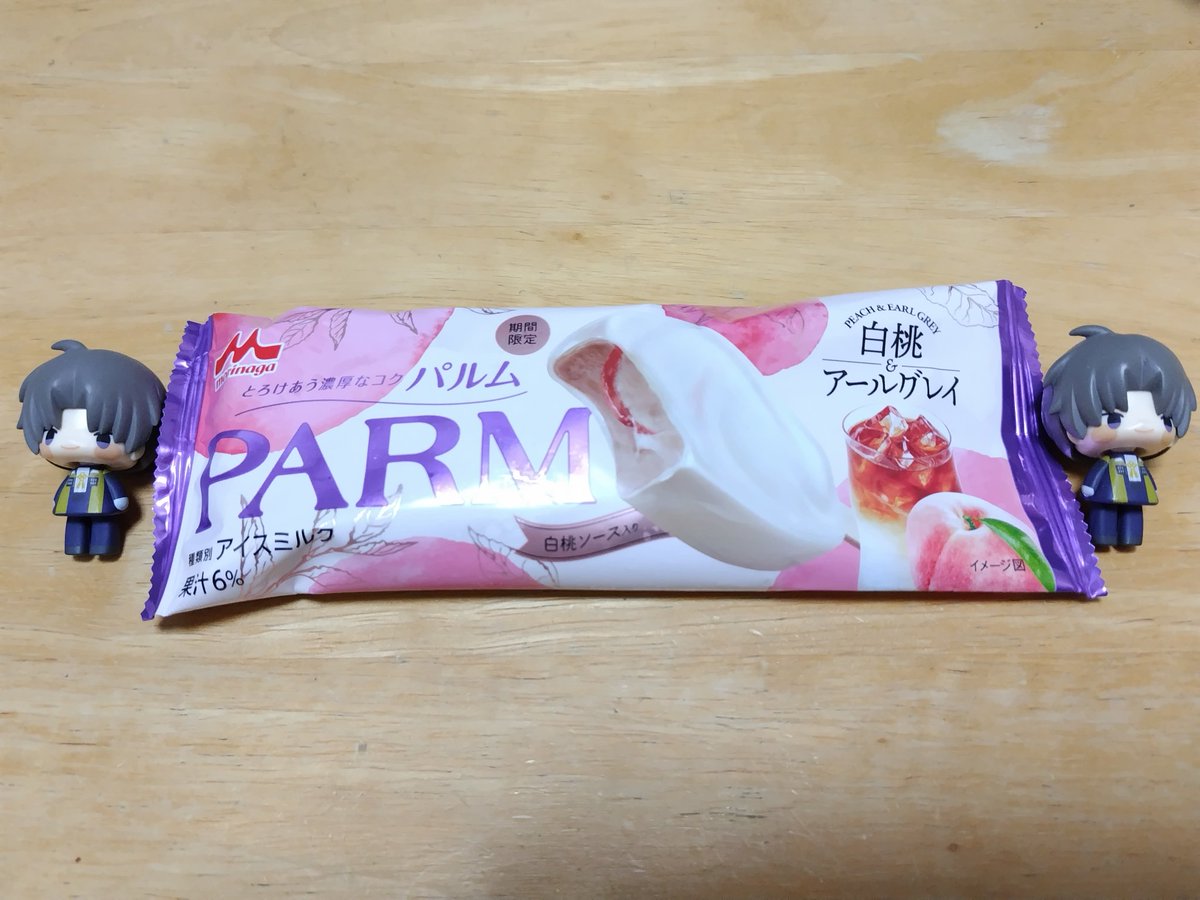 morinaga
期間
限定
とろけあう濃厚なコク パルム
PARM
種類別 アイスミルク
果汁6%
白桃ソース入り
PEACH & EARL GREY
白桃
&
アールグレイ
イメージ図